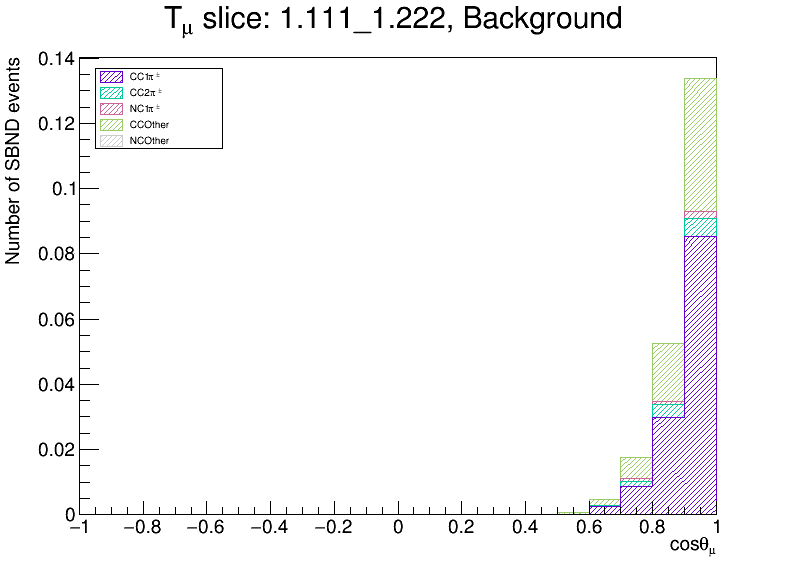 Tμ slice: 1.111_1.222, Background
Number of SBND events
0.14
0.12
0.1
0.08
0.06
0.04
0.02
0
CC1π ±
CC2π ±
NC1π ±
CCOther
NCOther
−1 −0.8 −0.6 −0.4 −0.2 0 0.2 0.4 0.6 0.8 1
cosθμ